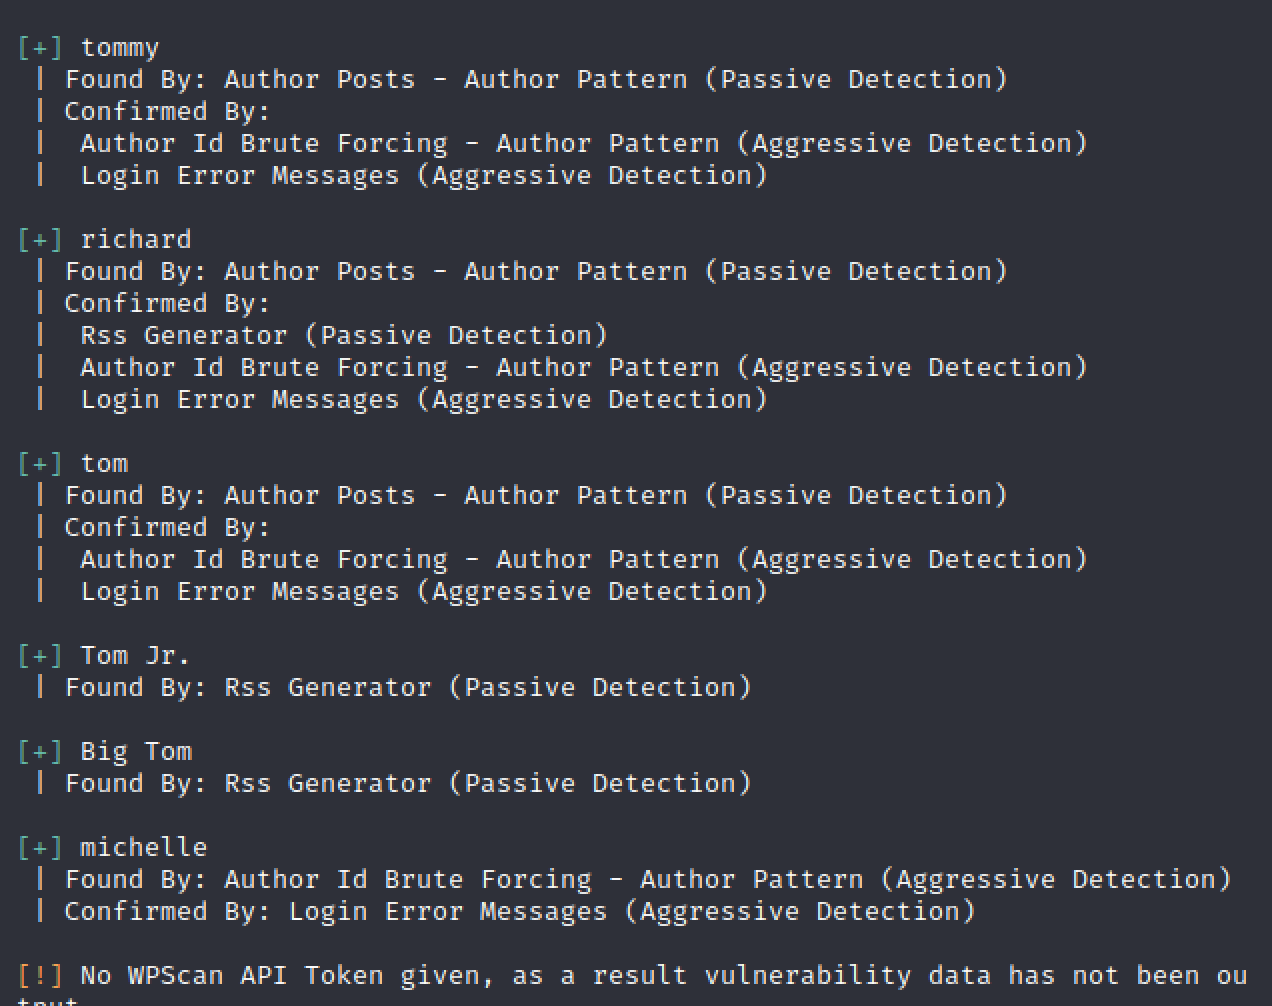 [+] tommy
| Found By: Author Posts - Author Pattern (Passive Detection)
| Confirmed By:
|  Author Id Brute Forcing - Author Pattern (Aggressive Detection)
|  Login Error Messages (Aggressive Detection)
[+] richard
| Found By: Author Posts - Author Pattern (Passive Detection)
| Confirmed By:
|  Rss Generator (Passive Detection)
|  Author Id Brute Forcing - Author Pattern (Aggressive Detection)
|  Login Error Messages (Aggressive Detection)
[+] tom
| Found By: Author Posts - Author Pattern (Passive Detection)
| Confirmed By:
|  Author Id Brute Forcing - Author Pattern (Aggressive Detection)
|  Login Error Messages (Aggressive Detection)
[+] Tom Jr.
| Found By: Rss Generator (Passive Detection)
[+] Big Tom
| Found By: Rss Generator (Passive Detection)
[+] michelle
| Found By: Author Id Brute Forcing - Author Pattern (Aggressive Detection)
| Confirmed By: Login Error Messages (Aggressive Detection)
[!] No WPScan API Token given, as a result vulnerability data has not been ou